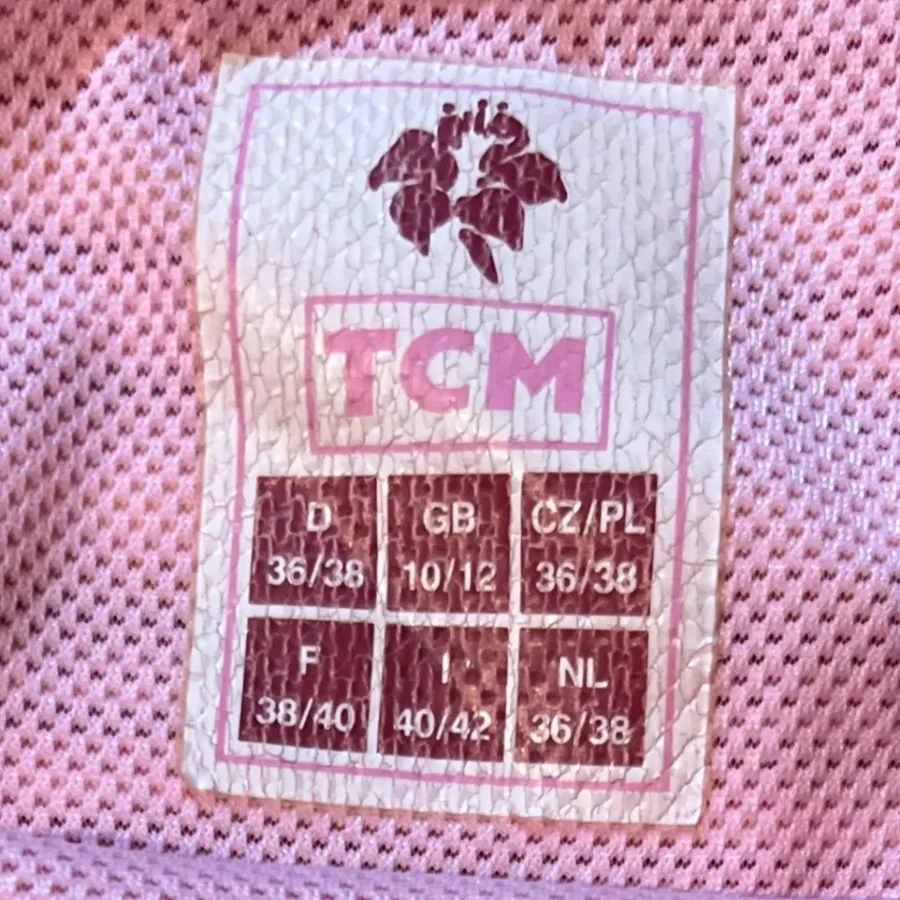 TCM
D GB CZ/PL
36/38 10/12 36/38
F I NL
38/40 40/42 36/38